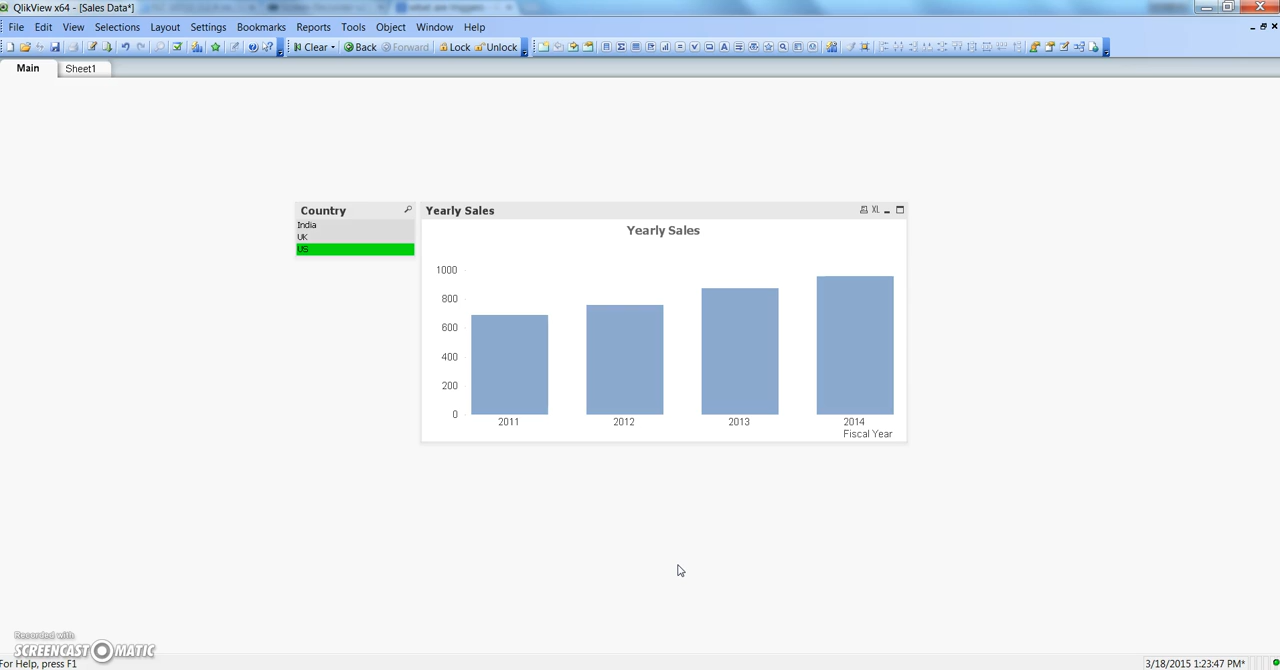 QlikView x64 - [Sales Data*]
File Edit View Selections Layout Settings Bookmarks Reports Tools Object Window Help
Clear Back Forward Lock Unlock
Main Sheet1
Country
India
UK
US
Yearly Sales XL
Yearly Sales
1000
800
600
400
200
0
2011 2012 2013 2014
Fiscal Year
Recorded with
SCREENCAST MATIC
For Help, press F1 3/18/2015 1:23:47 PM*